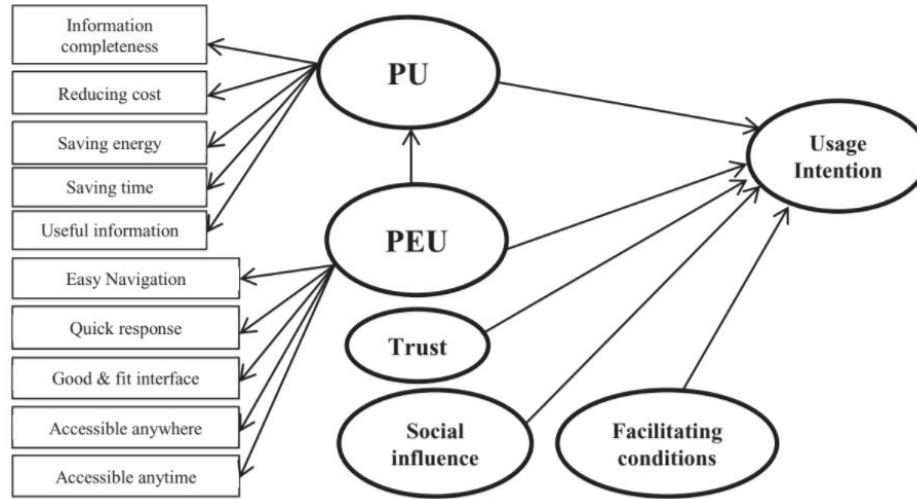 Information
completeness
Reducing cost
Saving energy
Saving time
Useful information
Easy Navigation
Quick response
Good & fit interface
Accessible anywhere
Accessible anytime
PU
PEU
Trust
Social
influence
Facilitating
conditions
Usage
Intention